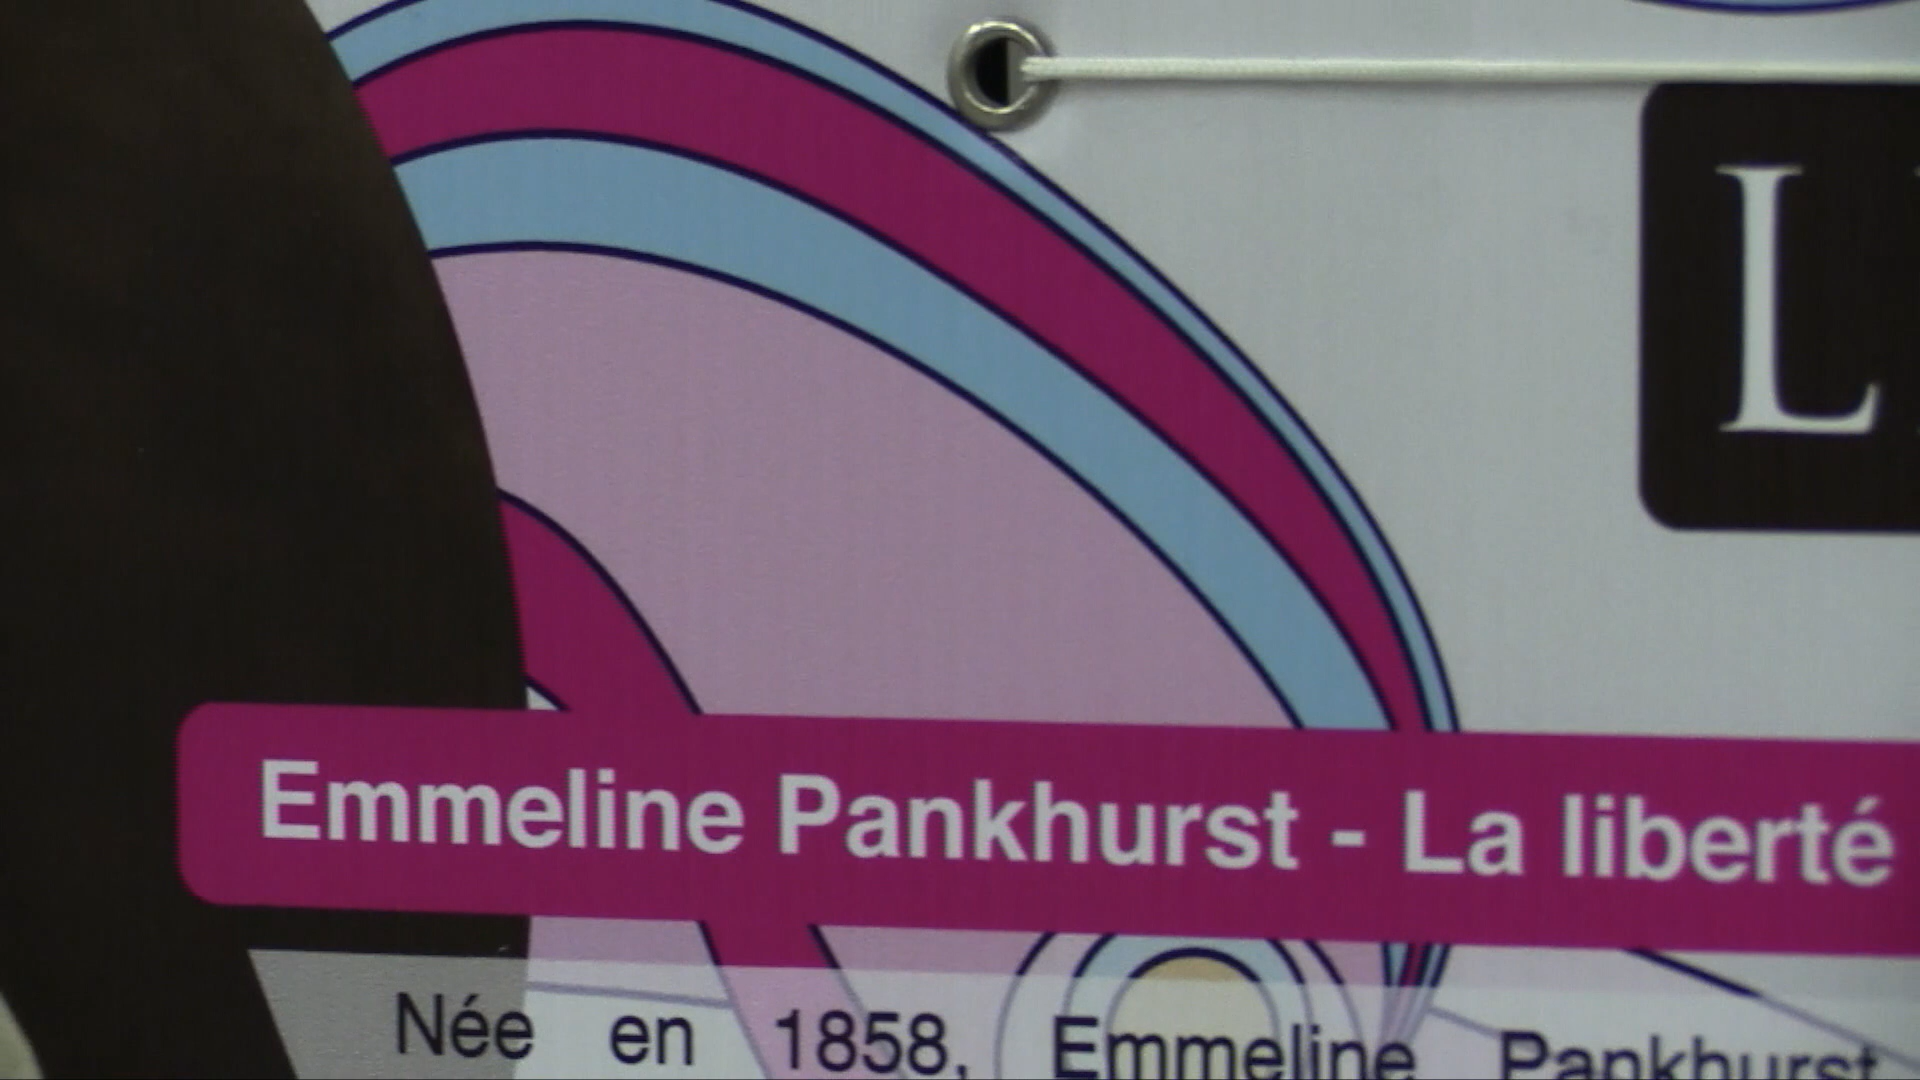 L
Emmeline Pankhurst - La liberté
Née en 1858, Emmeline Pankhurst